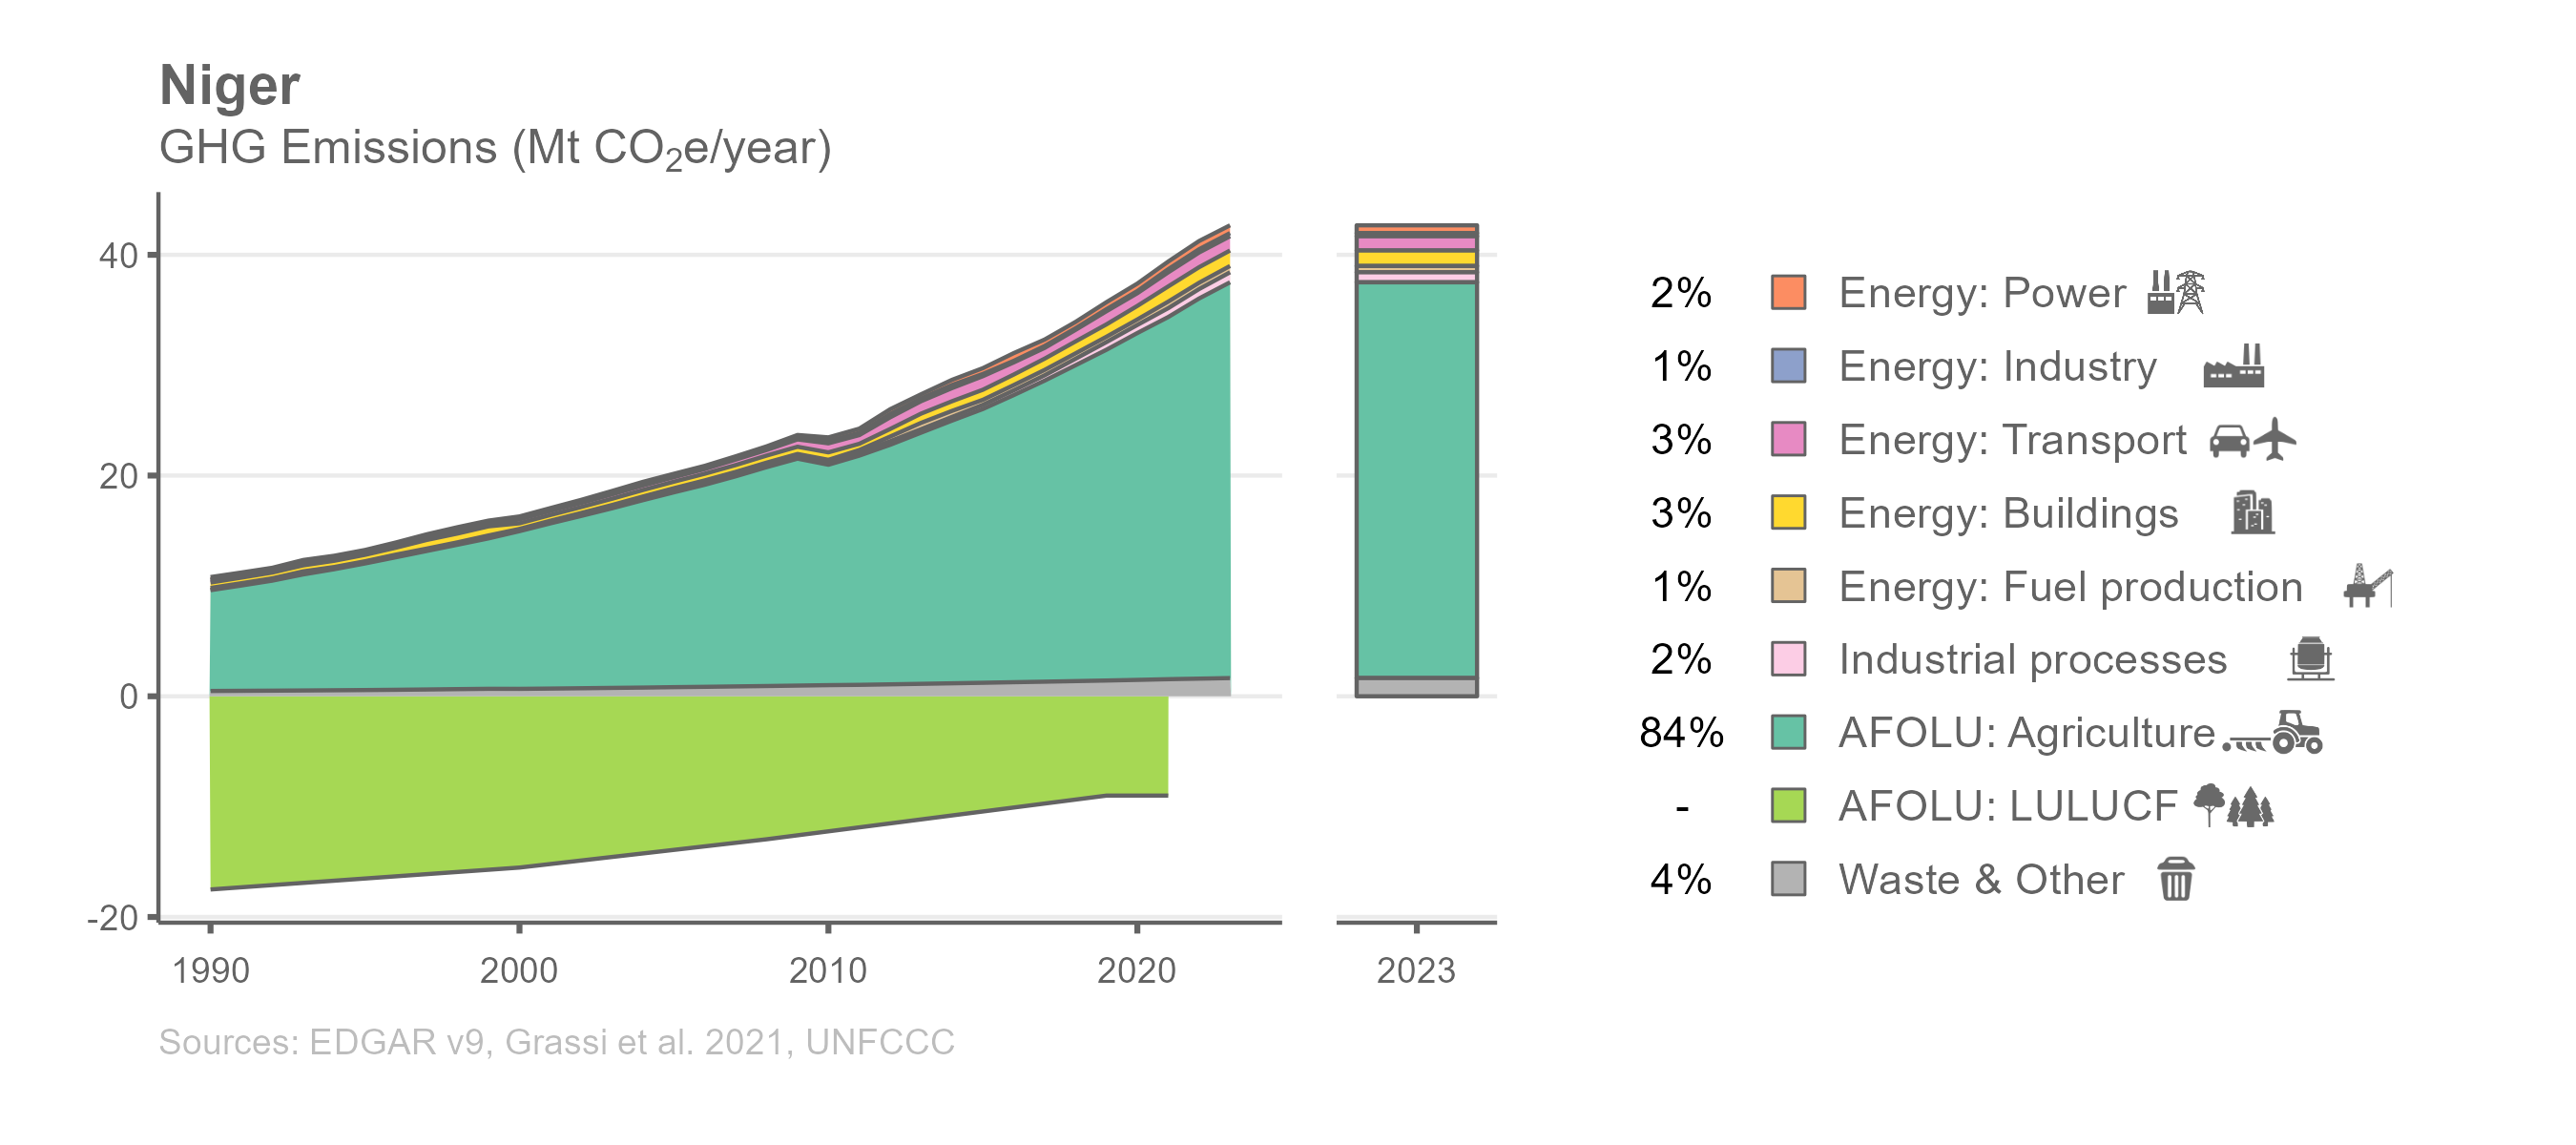 Niger
GHG Emissions (Mt CO₂e/year)
40
20
0
-20
1990 2000 2010 2020 2023
2% Energy: Power
1% Energy: Industry
3% Energy: Transport
3% Energy: Buildings
1% Energy: Fuel production
2% Industrial processes
84% AFOLU: Agriculture
- AFOLU: LULUCF
4% Waste & Other
Sources: EDGAR v9, Grassi et al. 2021, UNFCCC